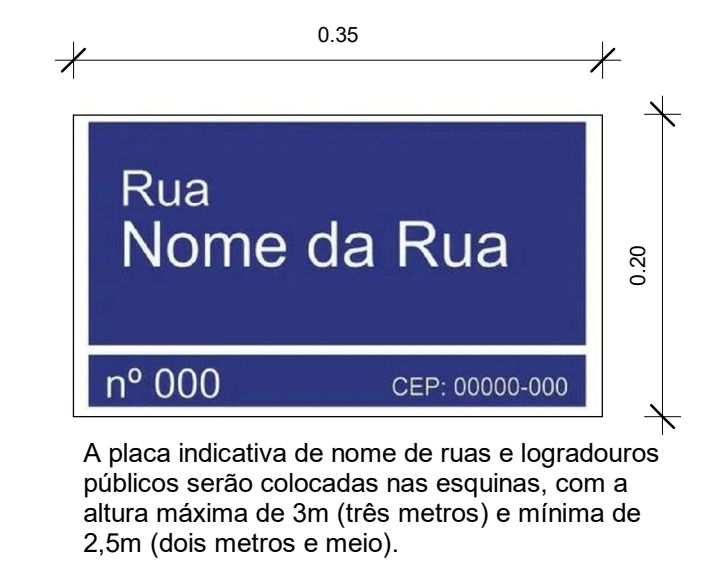 0.35
Rua
Nome da Rua
0.20
nº 000
CEP: 00000-000
A placa indicativa de nome de ruas e logradouros
públicos serão colocadas nas esquinas, com a
altura máxima de 3m (três metros) e mínima de
2,5m (dois metros e meio).